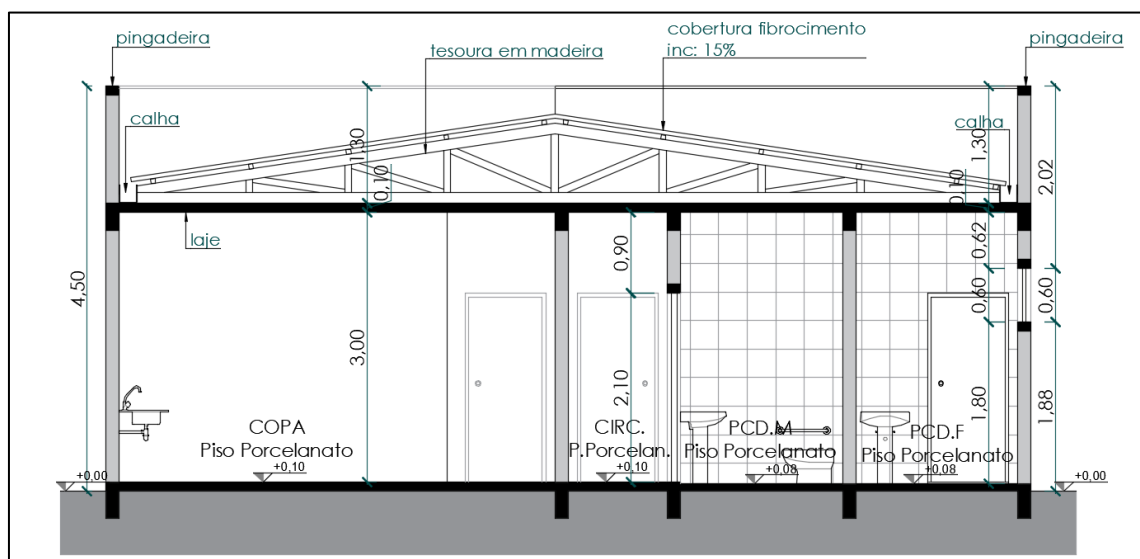 pingadeira
tesoura em madeira
cobertura fibrocimento
inc: 15%
pingadeira
calha
calha
1,30
0,10
1,30
0,10
2,02
laje
4,50
3,00
0,90
2,10
0,62
0,60
0,60
1,80
1,88
COPA
Piso Porcelanato
+0,10
CIRC.
P.Porcelan.
+0,10
PCD.M
Piso Porcelanato
+0,08
PCD.F
Piso Porcelanato
+0,08
+0,00
+0,00